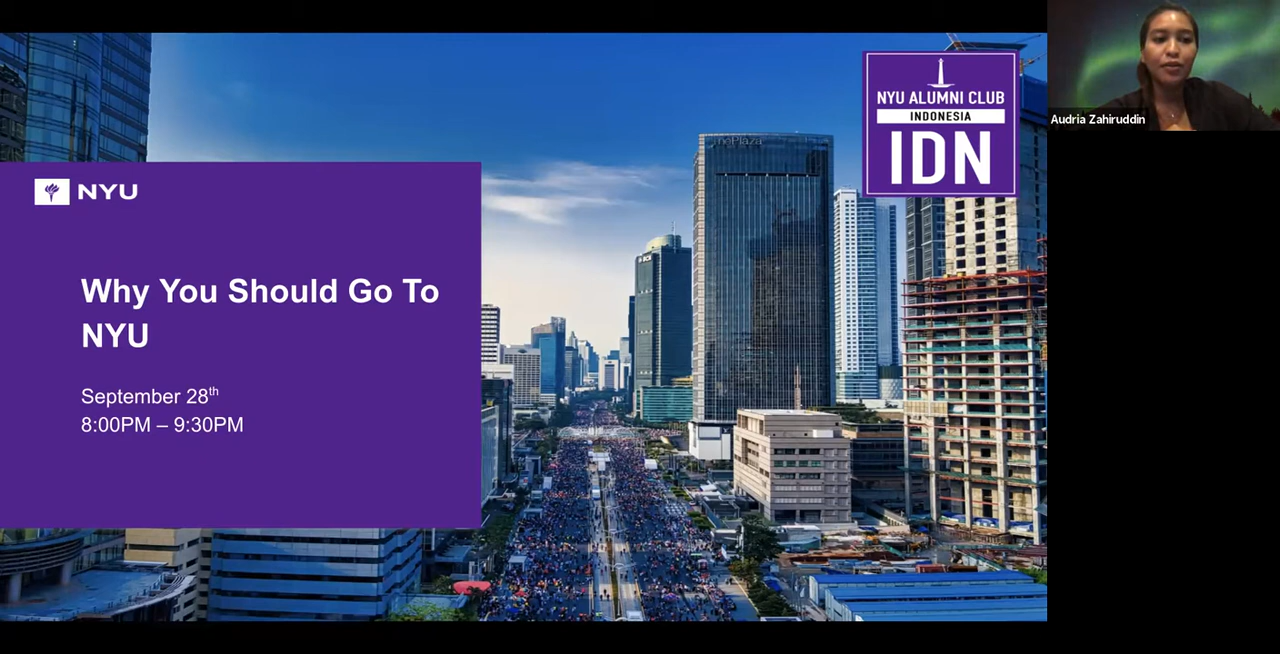 NYU ALUMNI CLUB
INDONESIA
IDN
NYU
Why You Should Go To
NYU
September 28th
8:00PM – 9:30PM
ThePlaza
Audria Zahiruddin